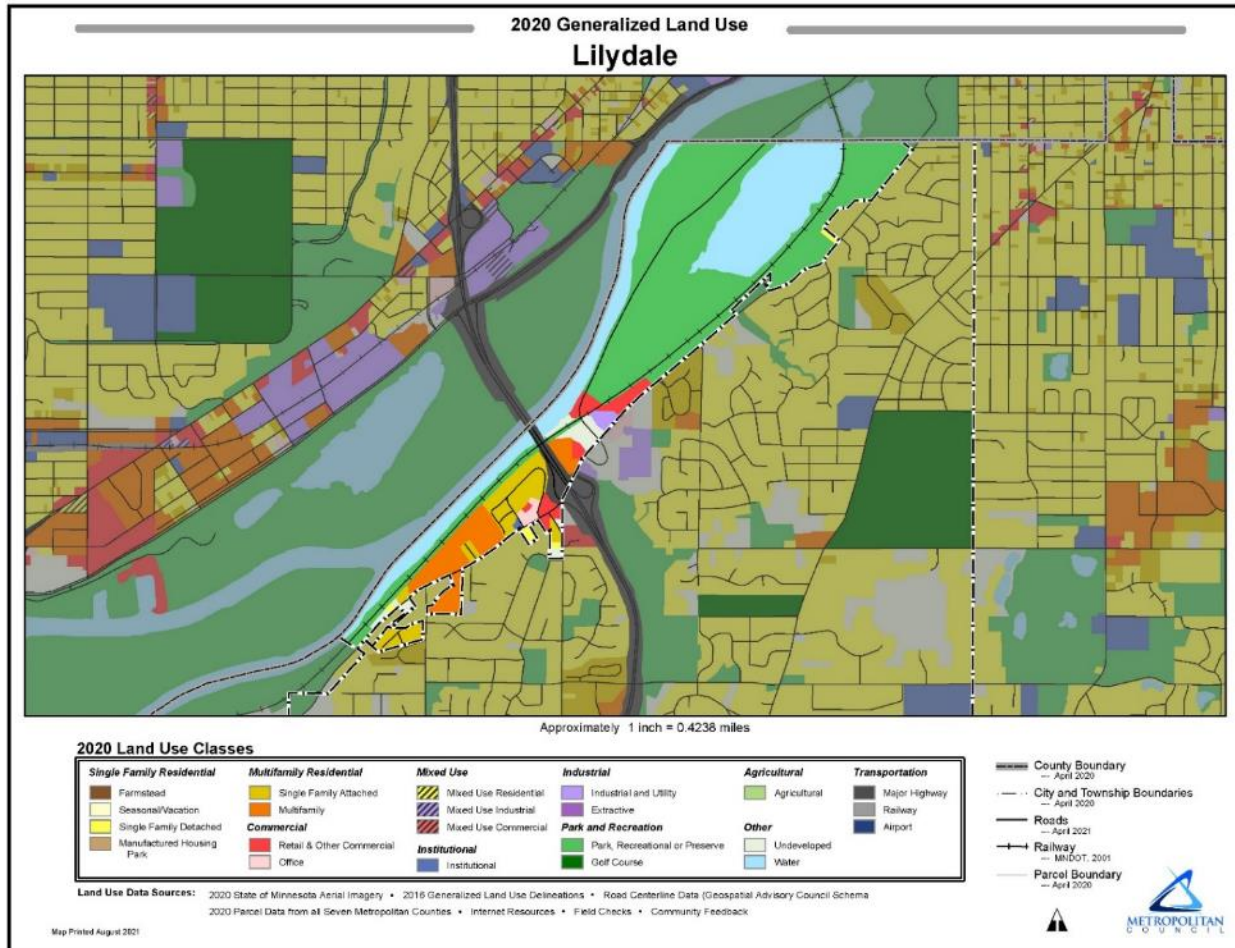 2020 Generalized Land Use
Lilydale
Approximately 1 inch = 0.4238 miles
2020 Land Use Classes
Single Family Residential
Farmstead
Seasonal/Vacation
Single Family Detached
Manufactured Housing
Park
Multifamily Residential
Single Family Attached
Multifamily
Commercial
Retail & Other Commercial
Office
Mixed Use
Mixed Use Residential
Mixed Use Industrial
Mixed Use Commercial
Institutional
Institutional
Industrial
Industrial and Utility
Extractive
Park and Recreation
Park, Recreational or Preserve
Golf Course
Agricultural
Agricultural
Other
Undeveloped
Water
Transportation
Major Highway
Railway
Airport
County Boundary
--- April 2020
City and Township Boundaries
--- April 2020
Roads
--- April 2021
Railway
--- MNDOT, 2001
Parcel Boundary
--- April 2020
Land Use Data Sources: 2020 State of Minnesota Aerial Imagery • 2016 Generalized Land Use Delineations • Road Centerline Data (Geospatial Advisory Council Schema
2020 Parcel Data from all Seven Metropolitan Counties • Internet Resources • Field Checks • Community Feedback
Map Printed August 2021
METROPOLITAN
COUNCIL